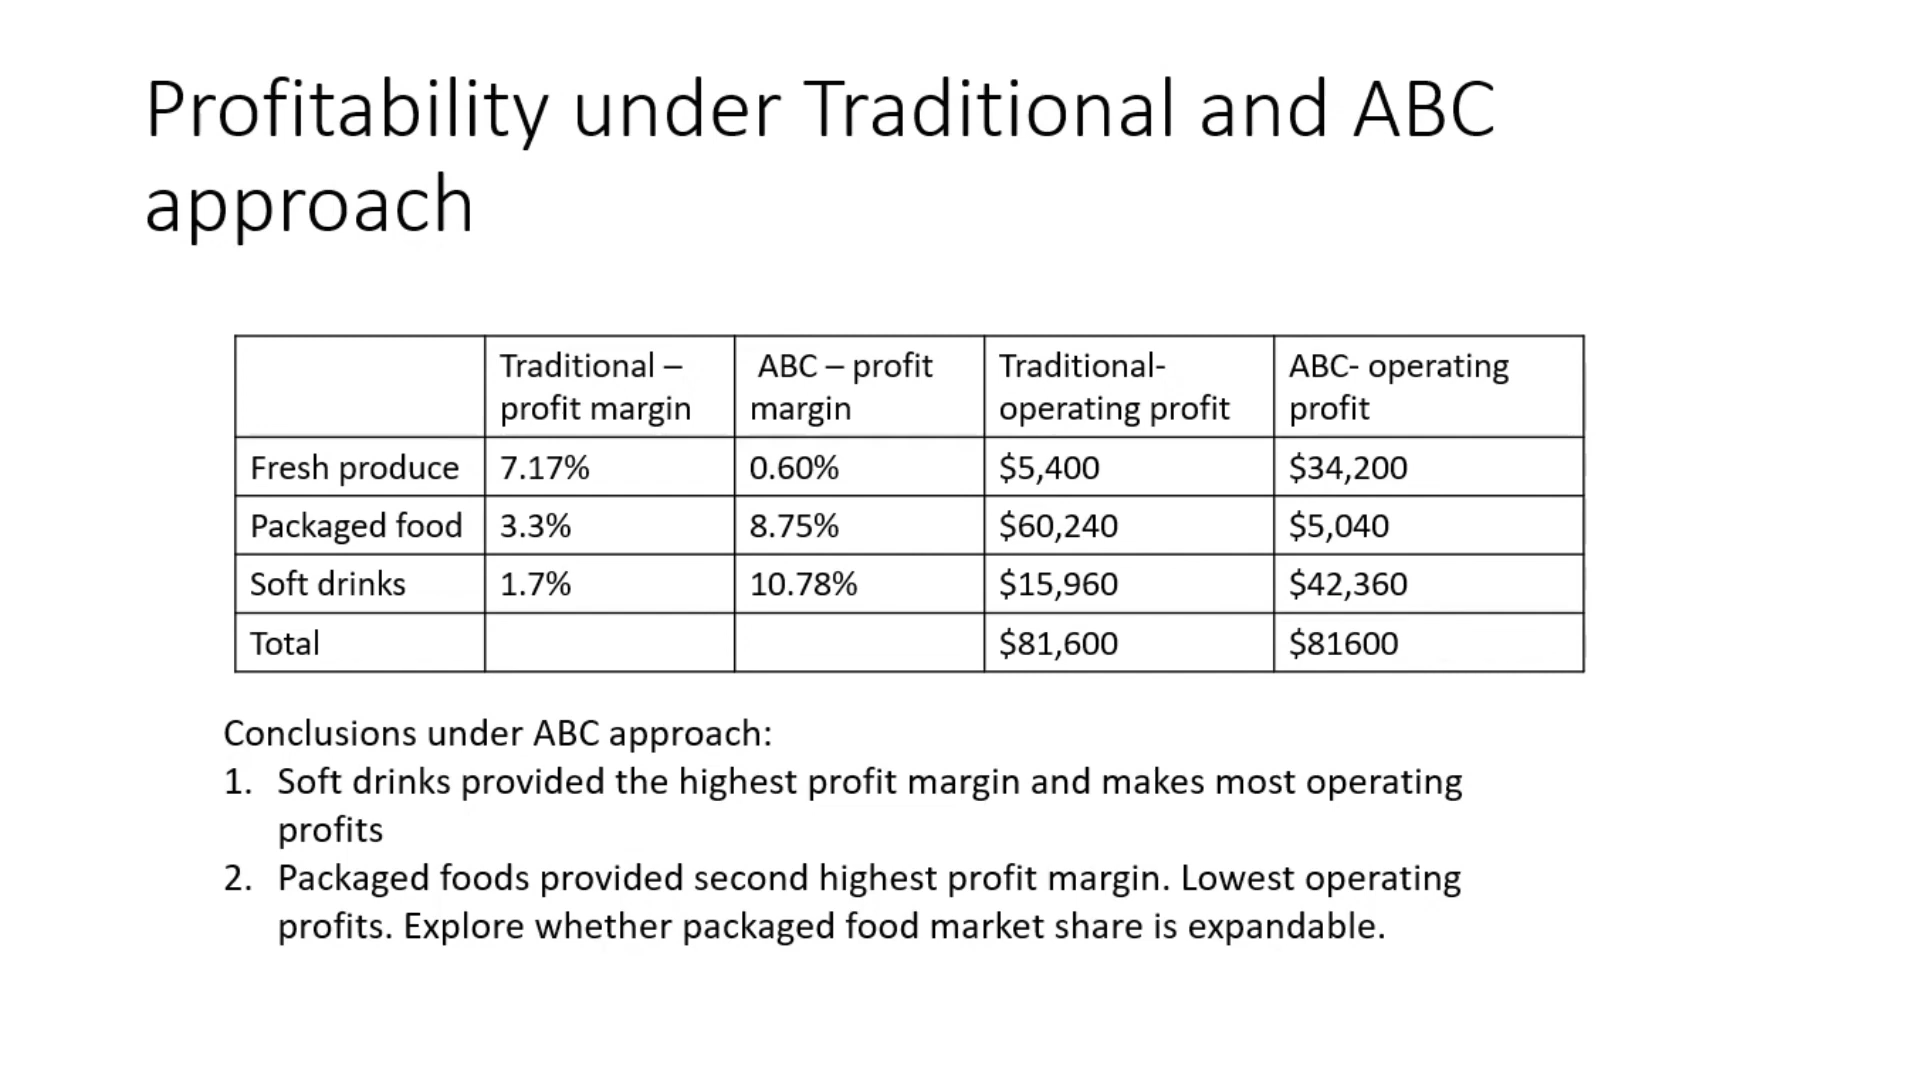 Profitability under Traditional and ABC
approach
Traditional –
profit margin
ABC – profit
margin
Traditional-
operating profit
ABC- operating
profit
Fresh produce 7.17% 0.60% $5,400 $34,200
Packaged food 3.3% 8.75% $60,240 $5,040
Soft drinks 1.7% 10.78% $15,960 $42,360
Total $81,600 $81600
Conclusions under ABC approach:
1. Soft drinks provided the highest profit margin and makes most operating
profits
2. Packaged foods provided second highest profit margin. Lowest operating
profits. Explore whether packaged food market share is expandable.